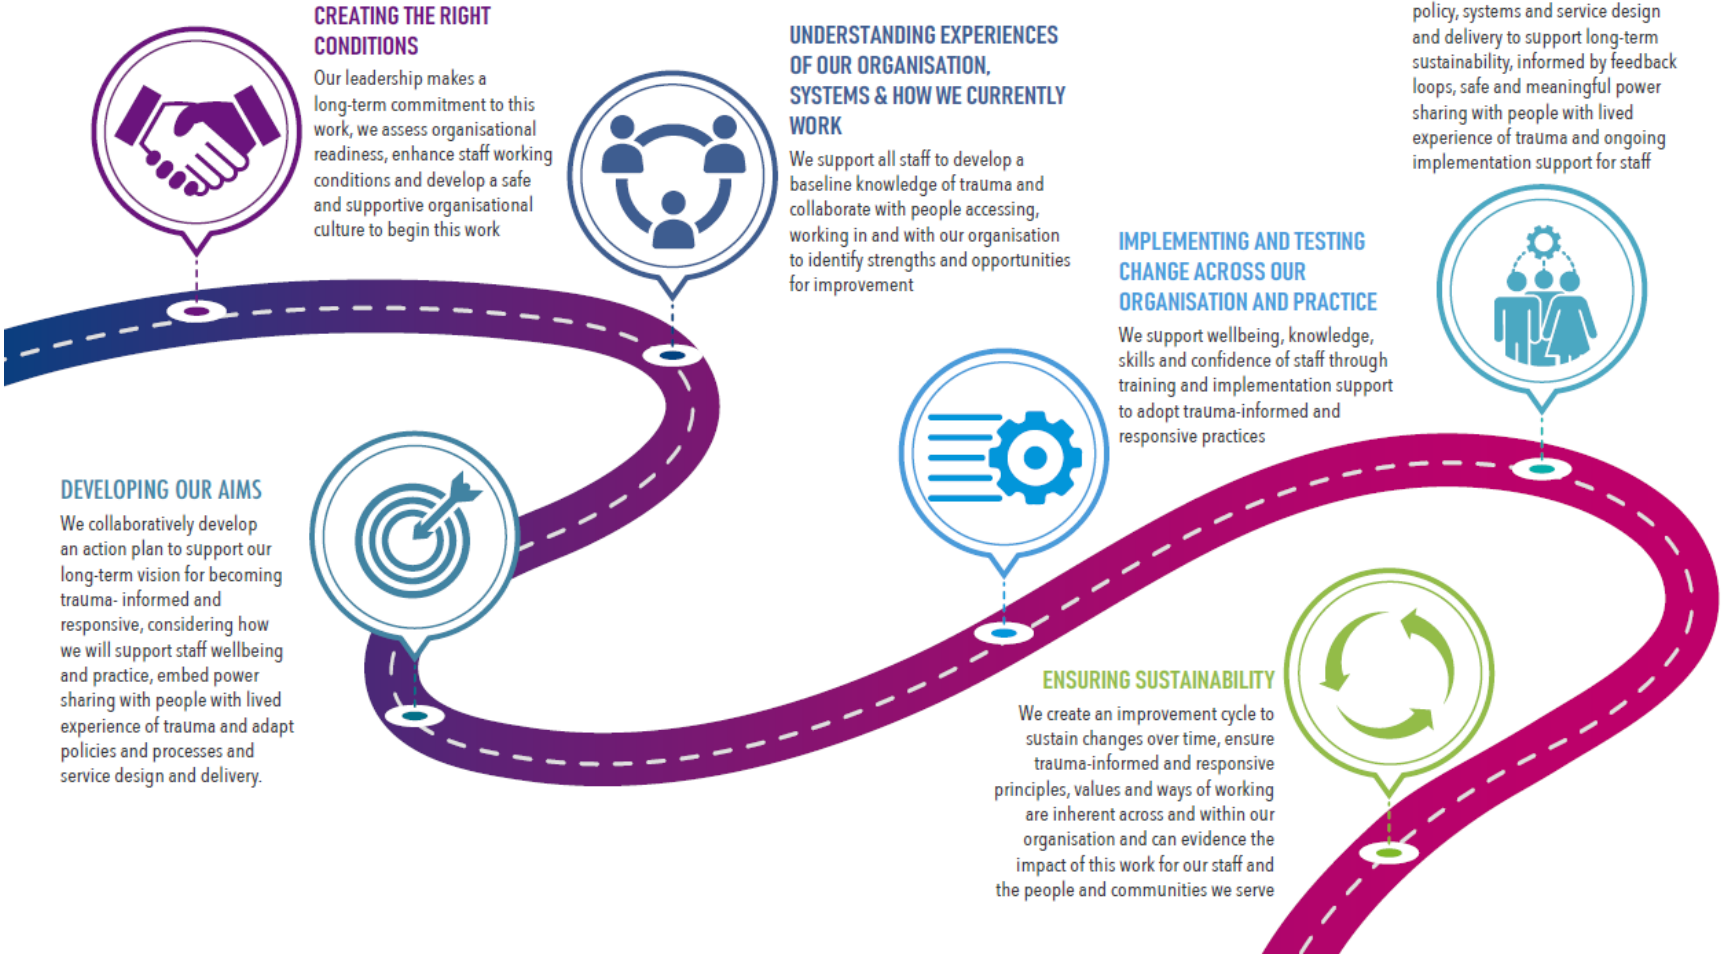 CREATING THE RIGHT
CONDITIONS
Our leadership makes a
long-term commitment to this
work, we assess organisational
readiness, enhance staff working
conditions and develop a safe
and supportive organisational
culture to begin this work
UNDERSTANDING EXPERIENCES
OF OUR ORGANISATION,
SYSTEMS & HOW WE CURRENTLY
WORK
We support all staff to develop a
baseline knowledge of trauma and
collaborate with people accessing,
working in and with our organisation
to identify strengths and opportunities
for improvement
DEVELOPING OUR AIMS
We collaboratively develop
an action plan to support our
long-term vision for becoming
trauma- informed and
responsive, considering how
we will support staff wellbeing
and practice, embed power
sharing with people with lived
experience of trauma and adapt
policies and processes and
service design and delivery.
IMPLEMENTING AND TESTING
CHANGE ACROSS OUR
ORGANISATION AND PRACTICE
We support wellbeing, knowledge,
skills and confidence of staff through
training and implementation support
to adopt trauma-informed and
responsive practices
policy, systems and service design
and delivery to support long-term
sustainability, informed by feedback
loops, safe and meaningful power
sharing with people with lived
experience of trauma and ongoing
implementation support for staff
ENSURING SUSTAINABILITY
We create an improvement cycle to
sustain changes over time, ensure
trauma-informed and responsive
principles, values and ways of working
are inherent across and within our
organisation and can evidence the
impact of this work for our staff and
the people and communities we serve